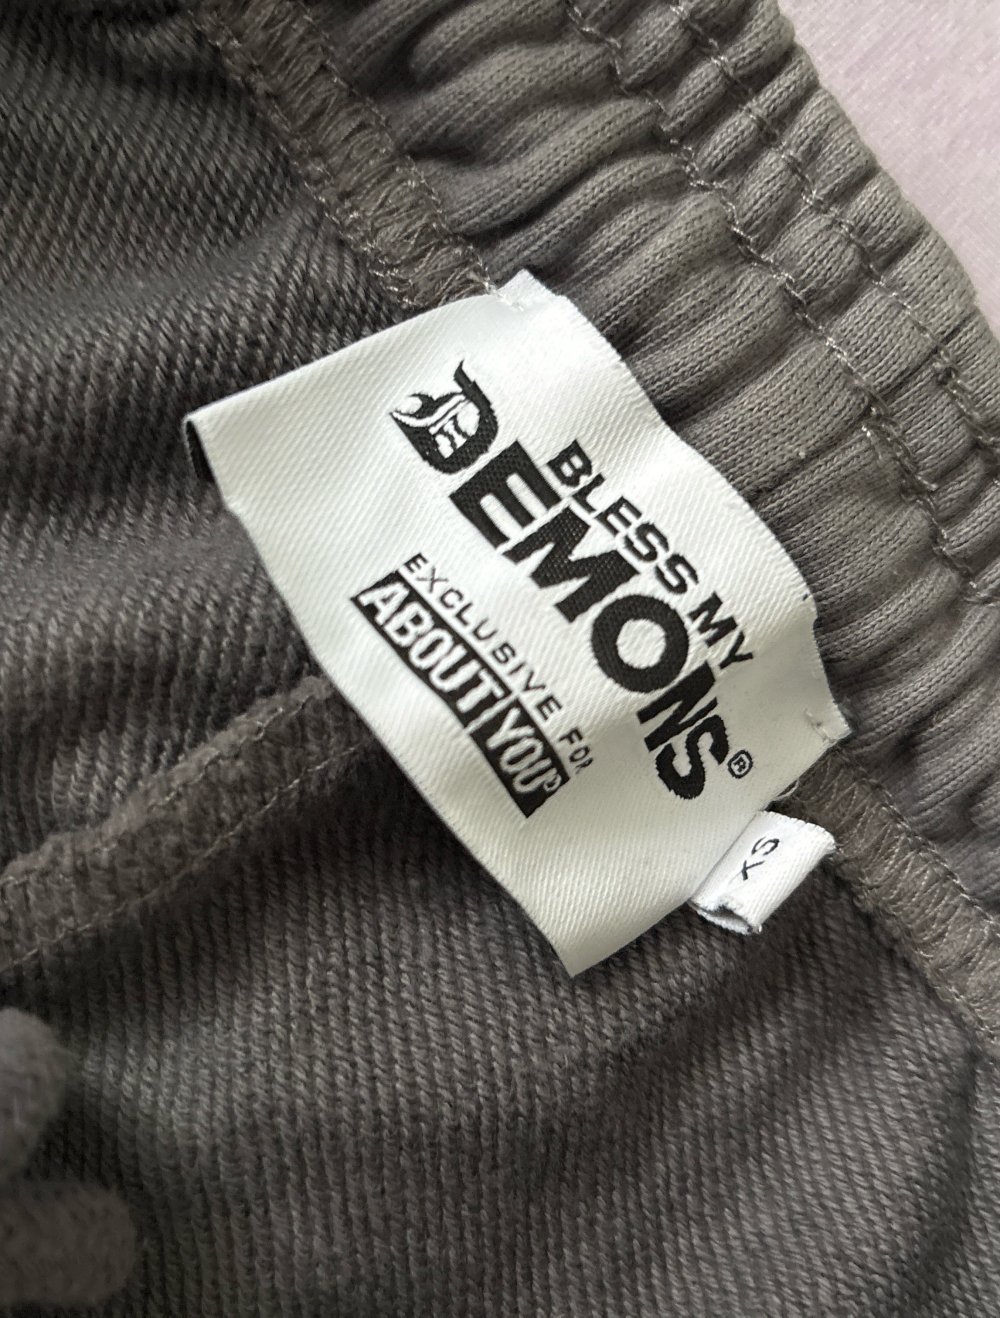 BLESS MY
DEMONS®
EXCLUSIVE FOR
ABOUT YOU°
XS